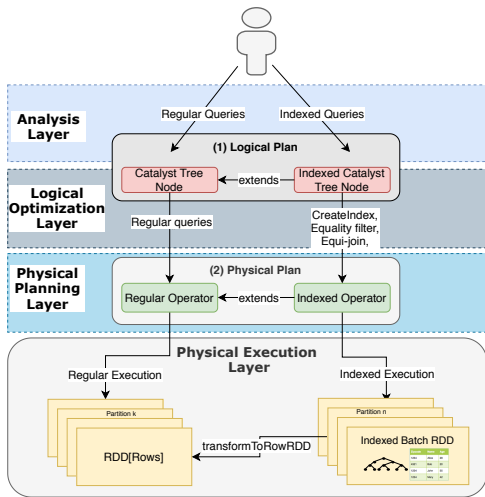 Regular Queries
Indexed Queries
Analysis
Layer
(1) Logical Plan
Catalyst Tree
Node
extends
Indexed Catalyst
Tree Node
Logical
Optimization
Layer
Regular queries
CreateIndex,
Equality filter,
Equi-join,
Physical
Planning
Layer
(2) Physical Plan
Regular Operator
extends
Indexed Operator
Physical Execution
Layer
Regular Execution
Indexed Execution
Partition k
Partition n
RDD[Rows]
transformToRowRDD
Indexed Batch RDD